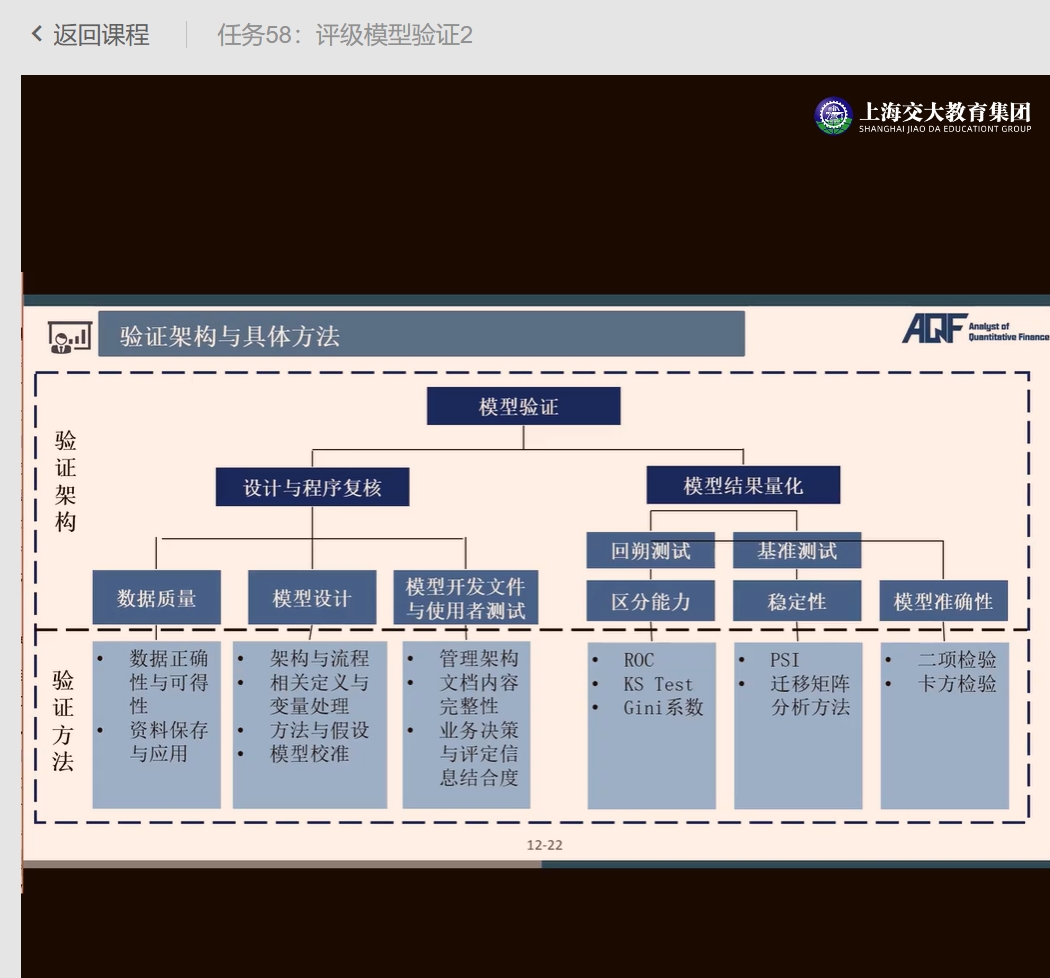 返回课程
任务58：评级模型验证2
上海交大教育集团
SHANGHAI JIAO DA EDUCATIONT GROUP
验证架构与具体方法
AQF
Analyst of
Quantitative Finance
验证架构
模型验证
设计与程序复核
模型结果量化
回朔测试
基准测试
数据质量
模型设计
模型开发文件
与使用者测试
区分能力
稳定性
模型准确性
验证方法
• 数据正确
性与可得
性
• 资料保存
与应用
• 架构与流程
• 相关定义与
变量处理
• 方法与假设
• 模型校准
• 管理架构
• 文档内容
完整性
• 业务决策
与评定信
息结合度
• ROC
• KS Test
• Gini系数
• PSI
• 迁移矩阵
分析方法
• 二项检验
• 卡方检验
12-22